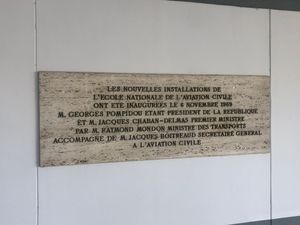 LES NOUVELLES INSTALLATIONS DE
L'ECOLE NATIONALE DE L'AVIATION CIVILE
ONT ETE INAUGUREES LE 6 NOVEMBRE 1969
M. GEORGES POMPIDOU ETANT PRESIDENT DE LA REPUBLIQUE
ET M. JACQUES CHABAN-DELMAS PREMIER MINISTRE
PAR M. RAYMOND MONDON MINISTRE DES TRANSPORTS
ACCOMPAGNE DE M. JACQUES BOITREAUD SECRETAIRE GENERAL
A L'AVIATION CIVILE